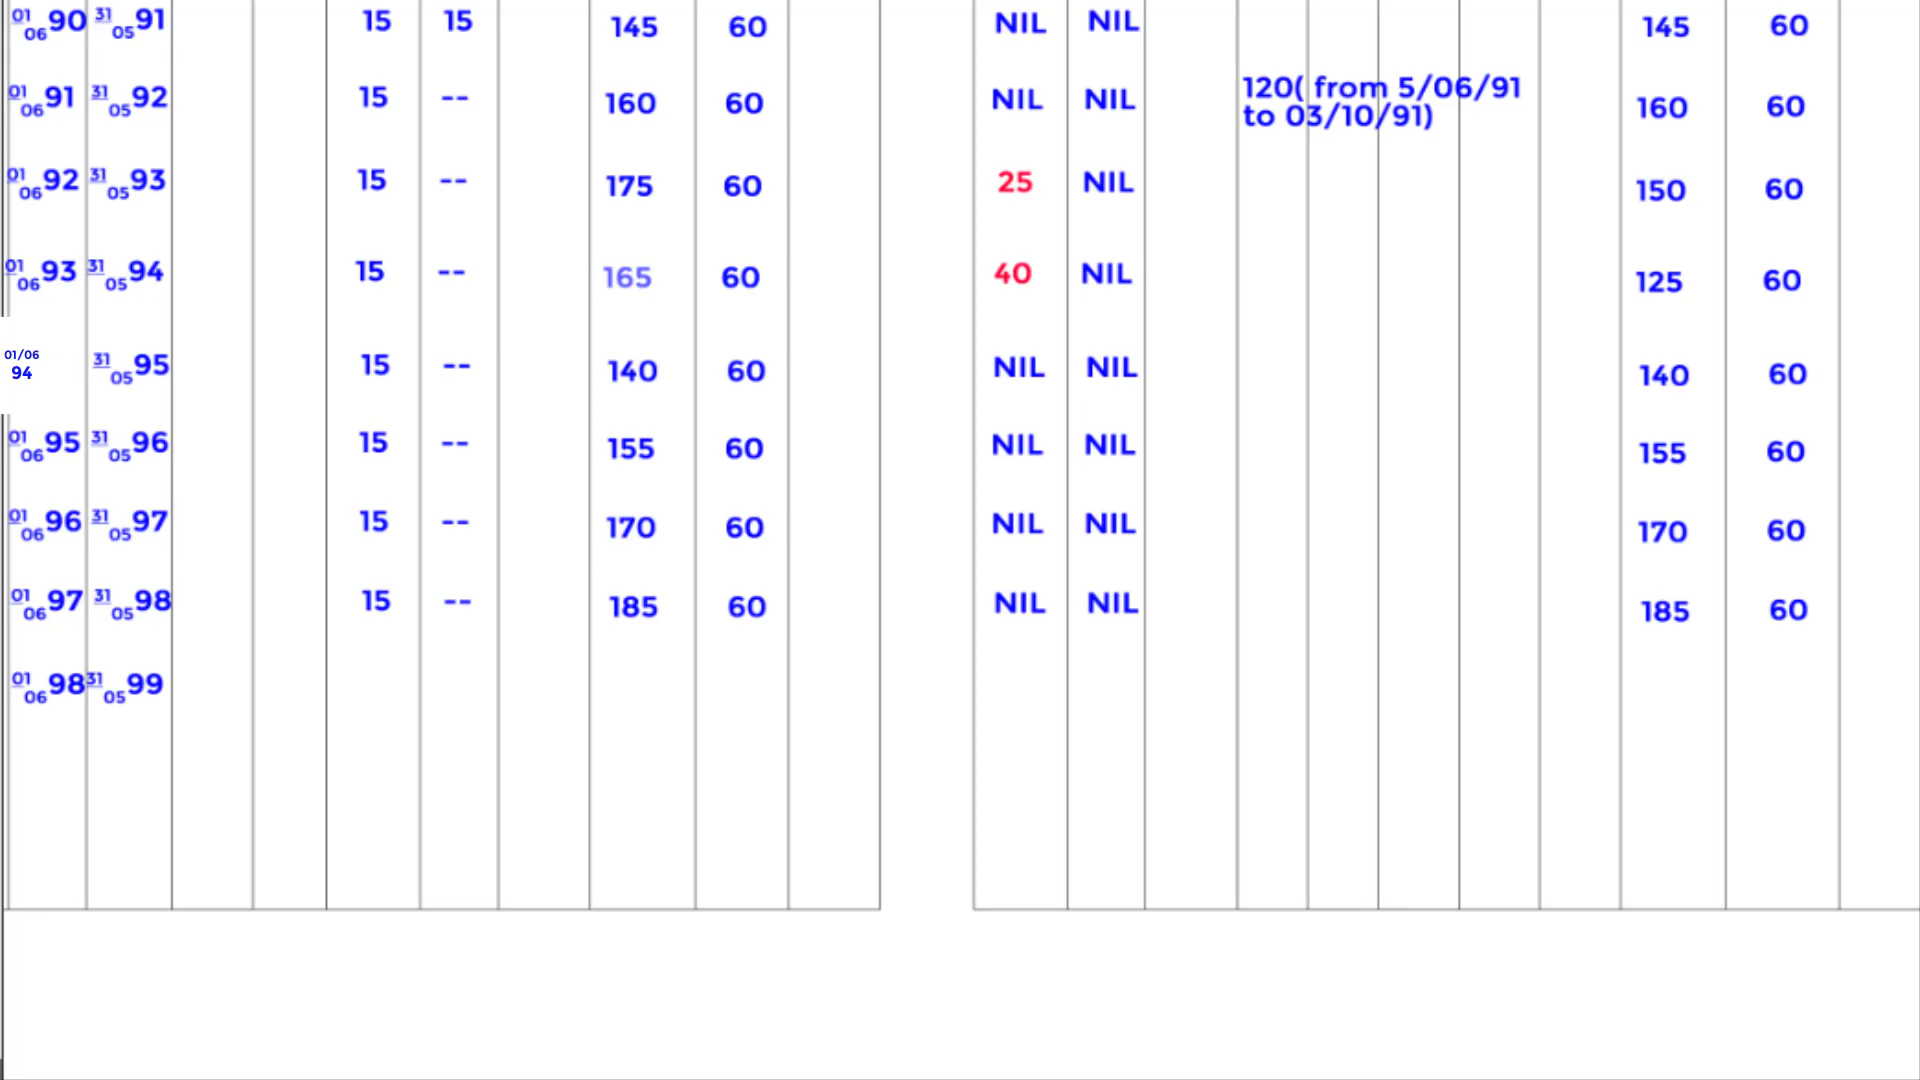 01/06 90 31/05 91 15 15 145 60 NIL NIL 145 60
01/06 91 31/05 92 15 -- 160 60 NIL NIL 120( from 5/06/91 160 60
to 03/10/91)
01/06 92 31/05 93 15 -- 175 60 25 NIL 150 60
01/06 93 31/05 94 15 -- 165 60 40 NIL 125 60
01/06
94 31/05 95 15 -- 140 60 NIL NIL 140 60
01/06 95 31/05 96 15 -- 155 60 NIL NIL 155 60
01/06 96 31/05 97 15 -- 170 60 NIL NIL 170 60
01/06 97 31/05 98 15 -- 185 60 NIL NIL 185 60
01/06 98 31/05 99